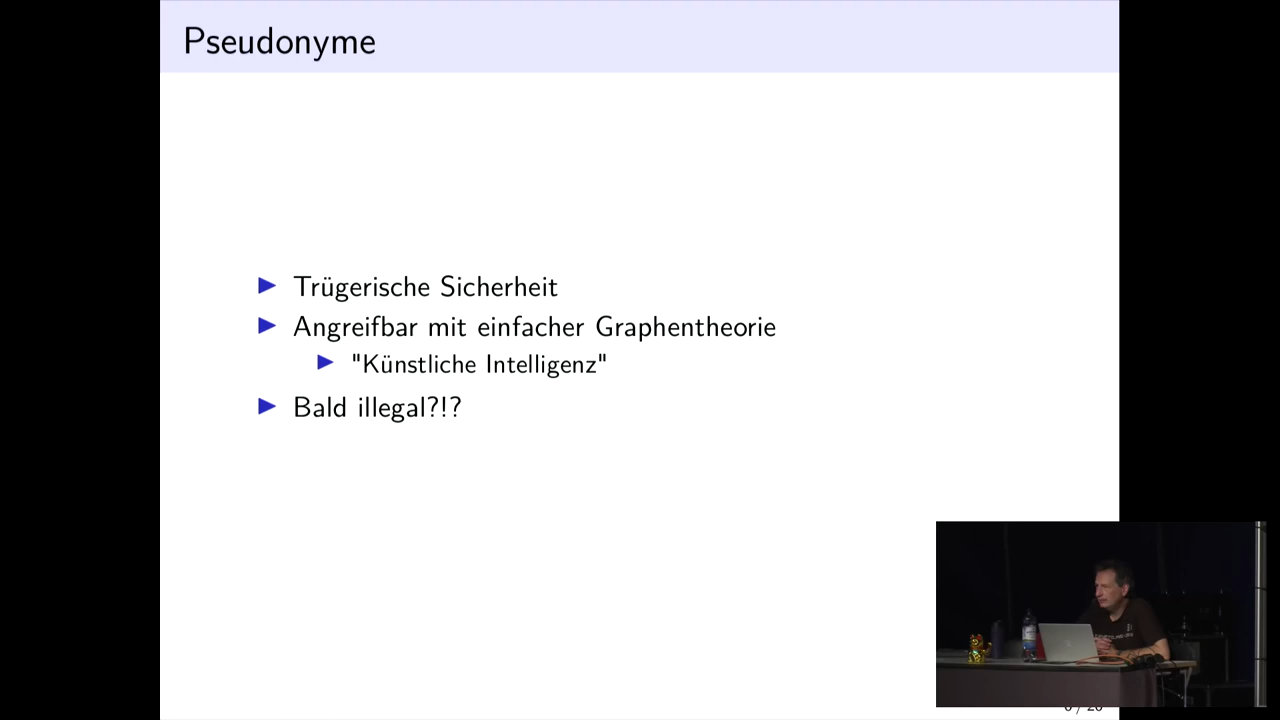 Pseudonyme
Trügerische Sicherheit
Angreifbar mit einfacher Graphentheorie
"Künstliche Intelligenz"
Bald illegal?!?